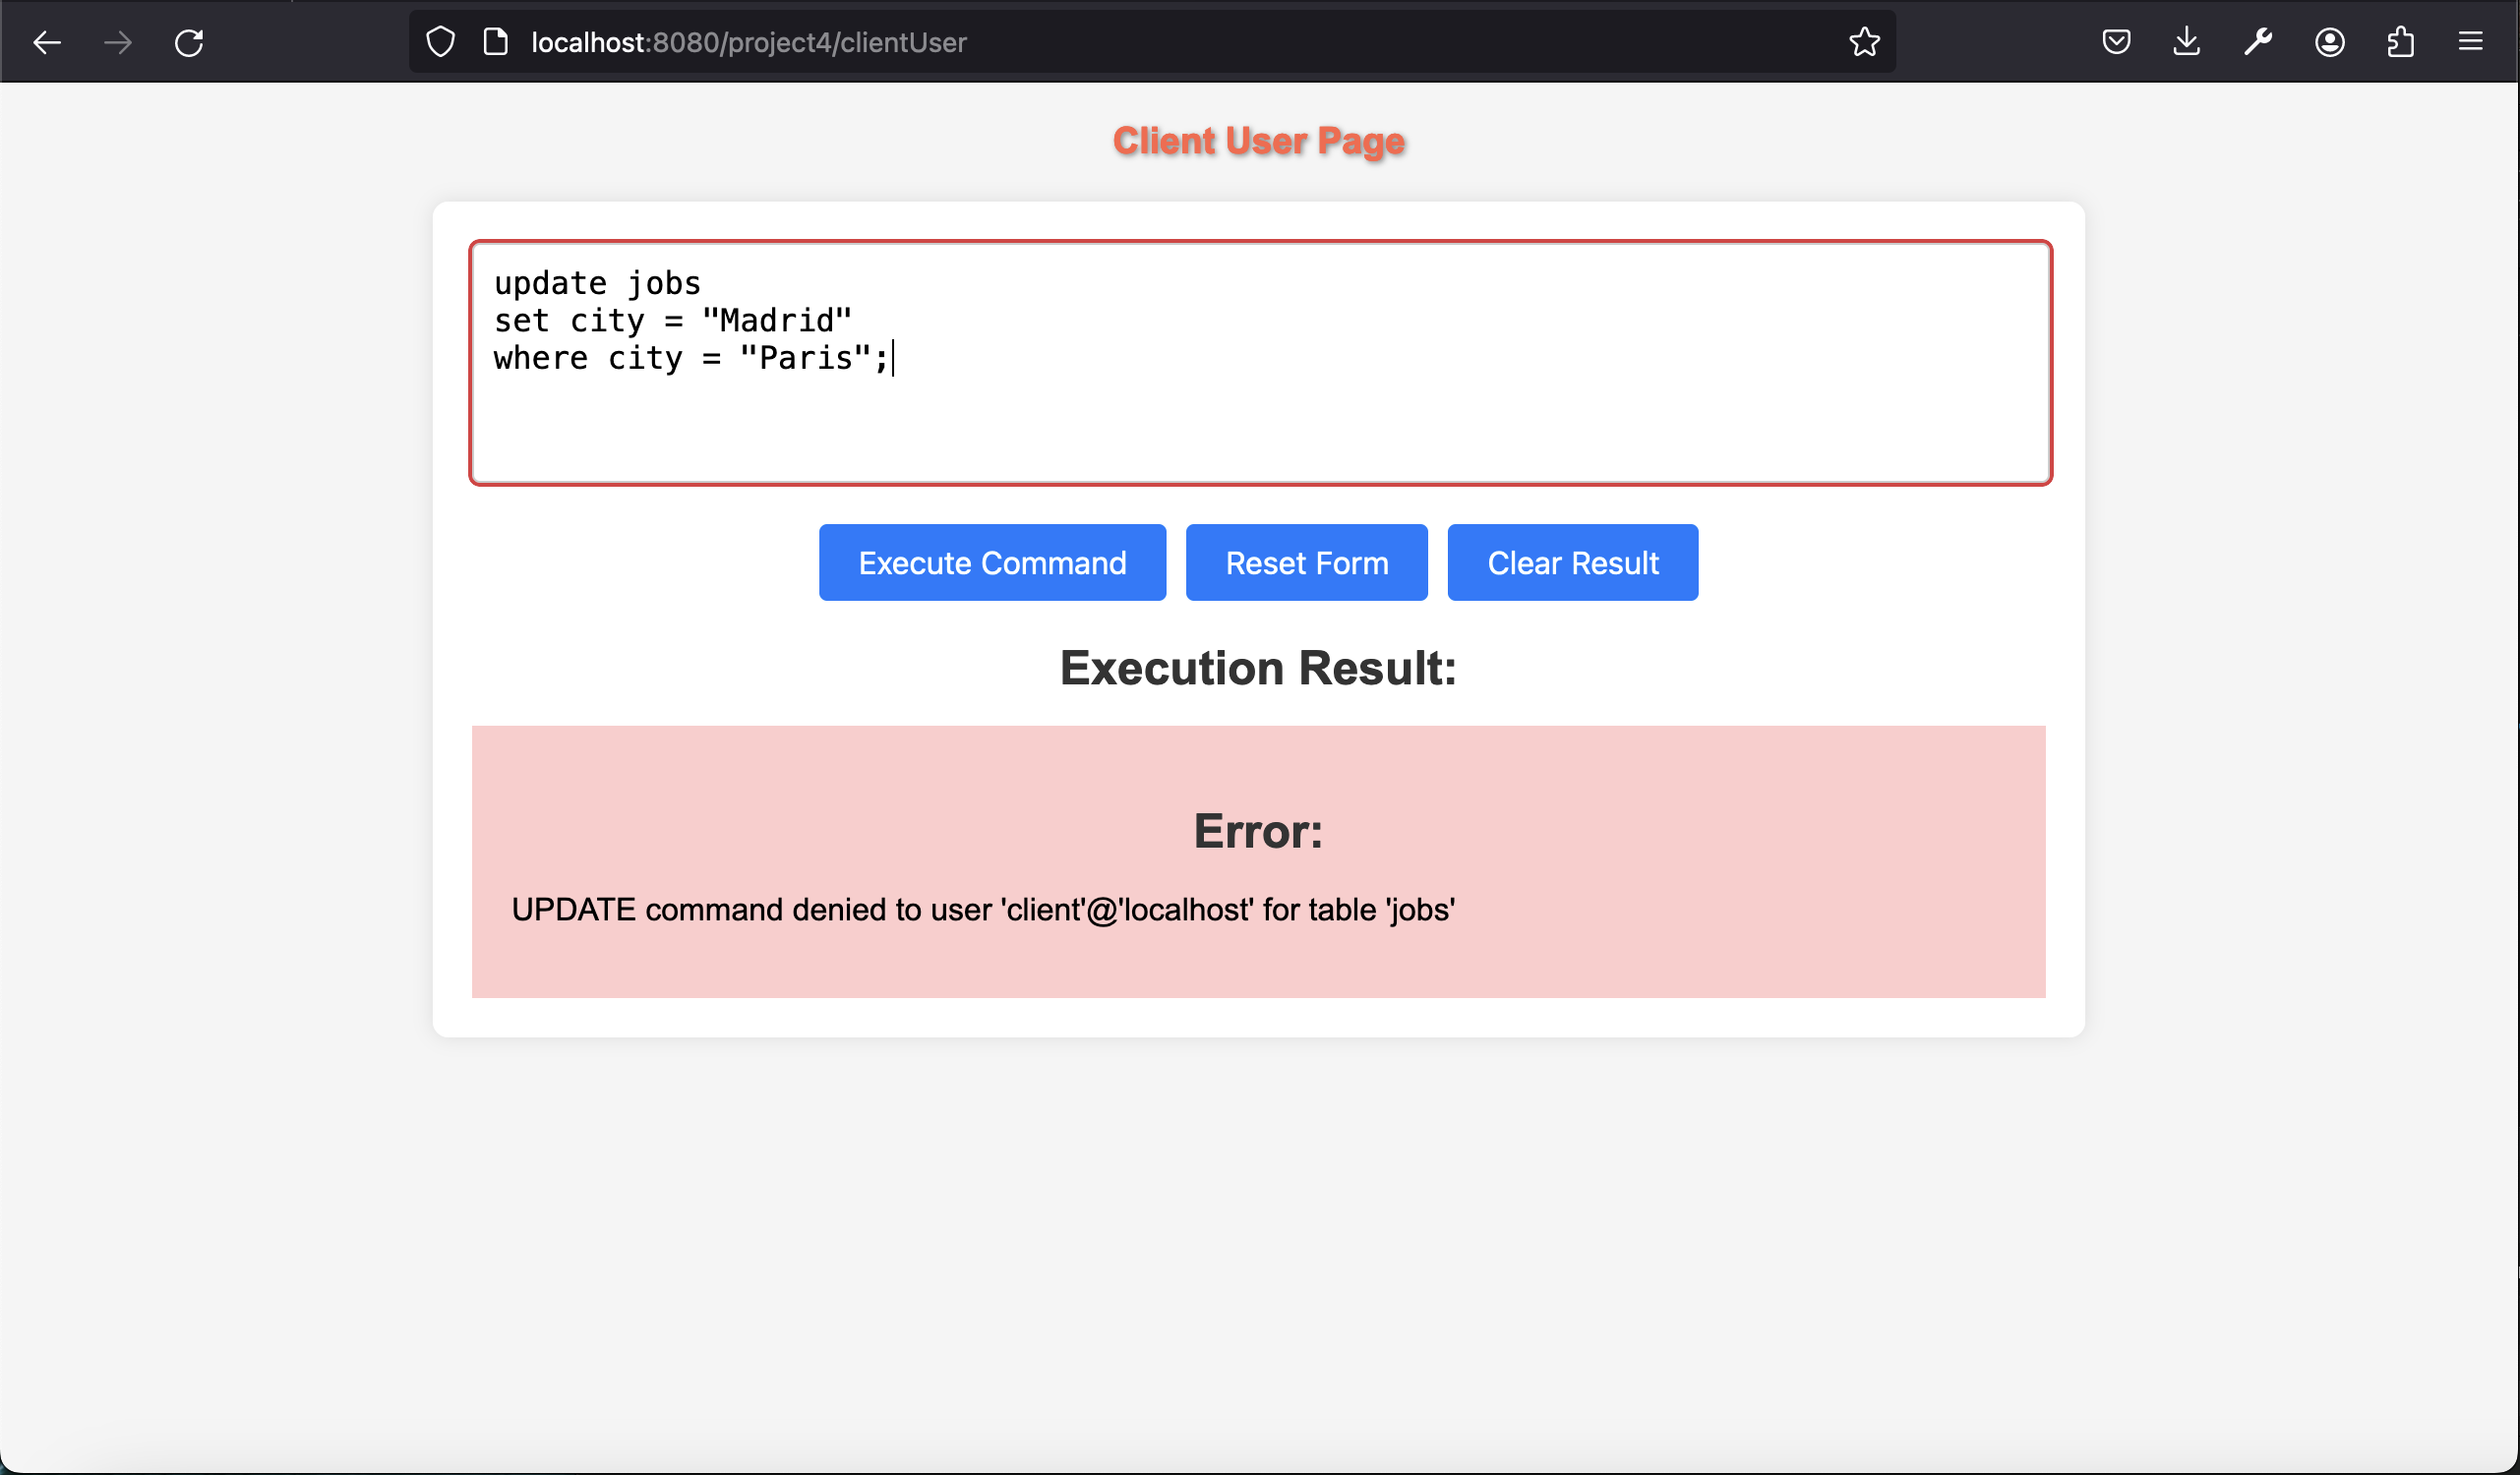 localhost:8080/project4/clientUser
Client User Page
update jobs
set city = "Madrid"
where city = "Paris";
Execute Command
Reset Form
Clear Result
Execution Result:
Error:
UPDATE command denied to user 'client'@'localhost' for table 'jobs'